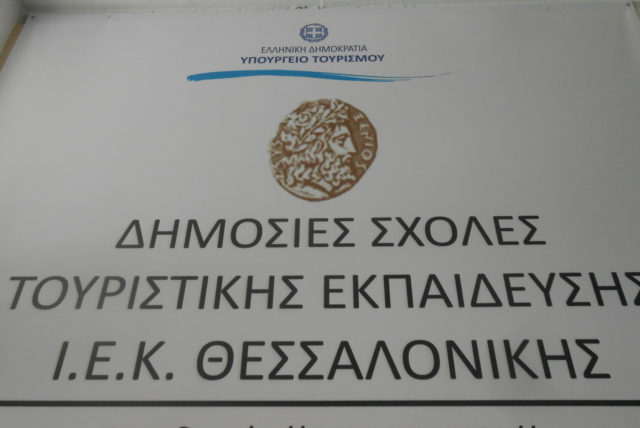 ΕΛΛΗΝΙΚΗ ΔΗΜΟΚΡΑΤΙΑ
ΥΠΟΥΡΓΕΙΟ ΤΟΥΡΙΣΜΟΥ
ΔΗΜΟΣΙΕΣ ΣΧΟΛΕΣ
ΤΟΥΡΙΣΤΙΚΗΣ ΕΚΠΑΙΔΕΥΣΗΣ
Ι.Ε.Κ. ΘΕΣΣΑΛΟΝΙΚΗΣ